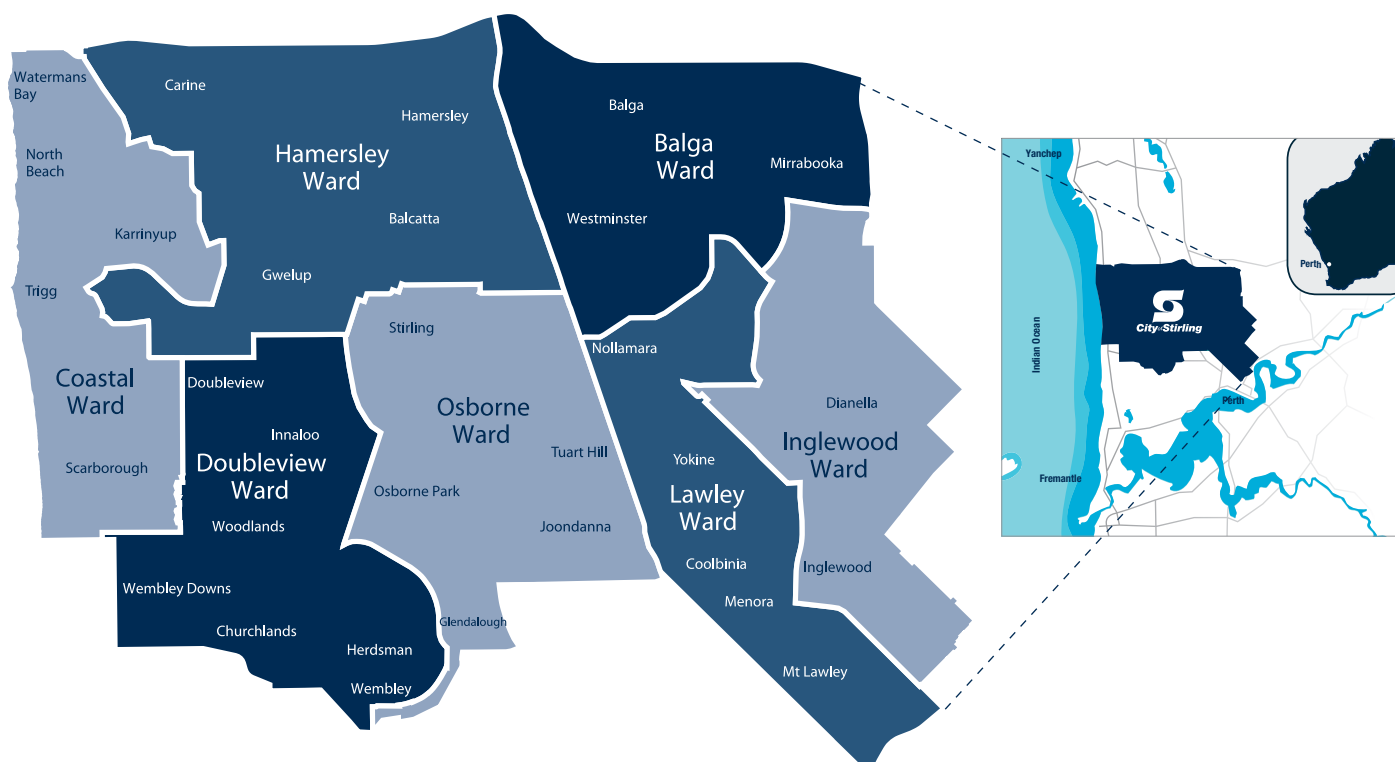 Watermans
Bay
North
Beach
Karrinyup
Trigg
Coastal
Ward
Scarborough
Carine
Hamersley
Hamersley
Ward
Balcatta
Gwelup
Balga
Balga
Ward
Mirrabooka
Westminster
Doubleview
Innaloo
Doubleview
Ward
Woodlands
Wembley Downs
Churchlands
Herdsman
Wembley
Stirling
Osborne
Ward
Tuart Hill
Osborne Park
Joondanna
Glendalough
Nollamara
Yokine
Lawley
Ward
Coolbinia
Menora
Mt Lawley
Dianella
Inglewood
Ward
Inglewood
Yanchep
Perth
City of Stirling
Indian Ocean
Perth
Fremantle